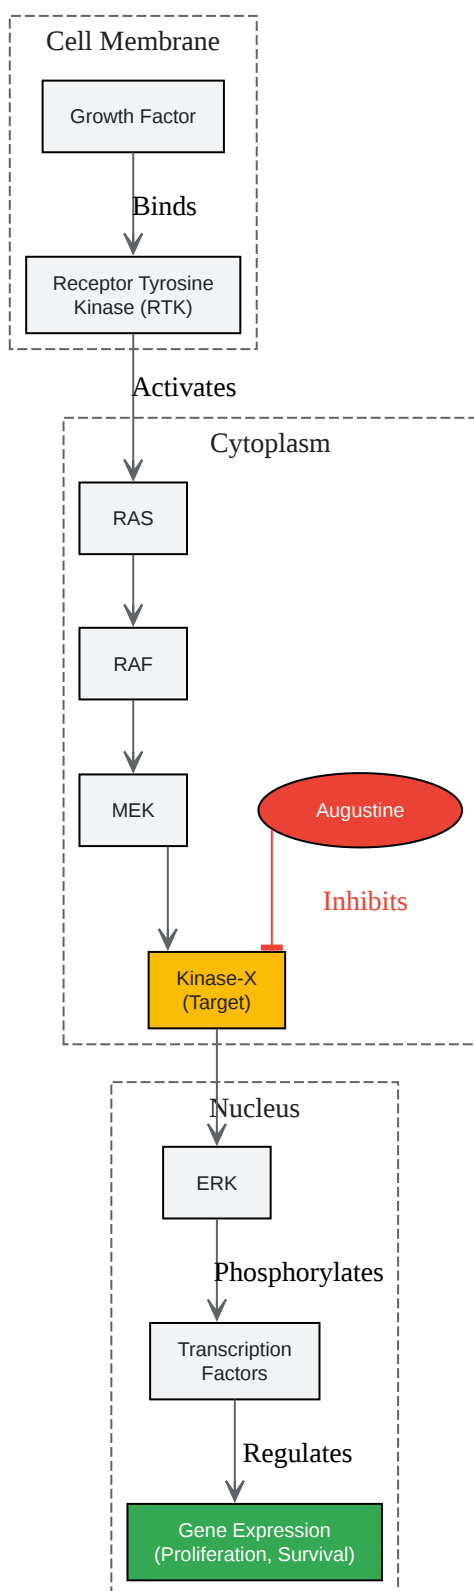 Cell Membrane
Growth Factor
Binds
Receptor Tyrosine
Kinase (RTK)
Activates
Cytoplasm
RAS
RAF
MEK
Augustine
Inhibits
Kinase-X
(Target)
Nucleus
ERK
Phosphorylates
Transcription
Factors
Regulates
Gene Expression
(Proliferation, Survival)